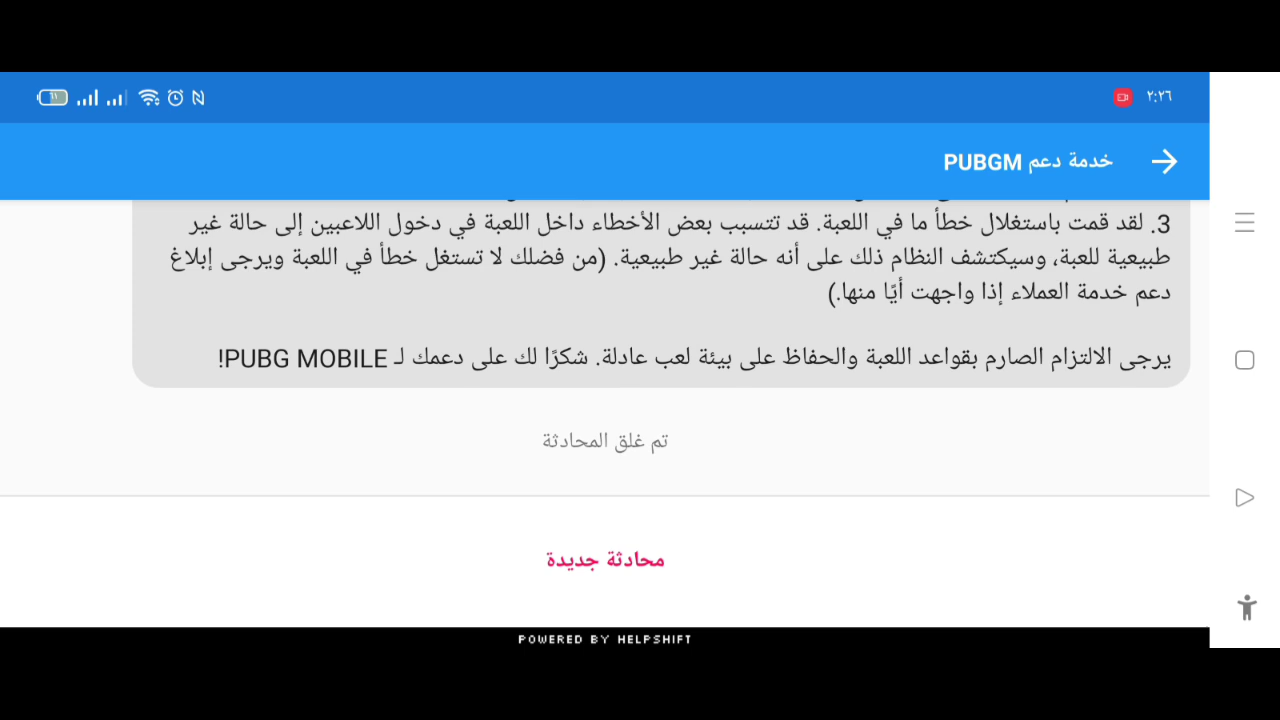 ٢:٢٦
١١
خدمة دعم PUBGM
3. لقد قمت باستغلال خطأ ما في اللعبة. قد تتسبب بعض الأخطاء داخل اللعبة في دخول اللاعبين إلى حالة غير
طبيعية للعبة، وسيكتشف النظام ذلك على أنه حالة غير طبيعية. (من فضلك لا تستغل خطأ في اللعبة ويرجى إبلاغ
دعم خدمة العملاء إذا واجهت أيًا منها.)
يرجى الالتزام الصارم بقواعد اللعبة والحفاظ على بيئة لعب عادلة. شكرًا لك على دعمك لـ PUBG MOBILE!
تم غلق المحادثة
محادثة جديدة
POWERED BY HELPSHIFT